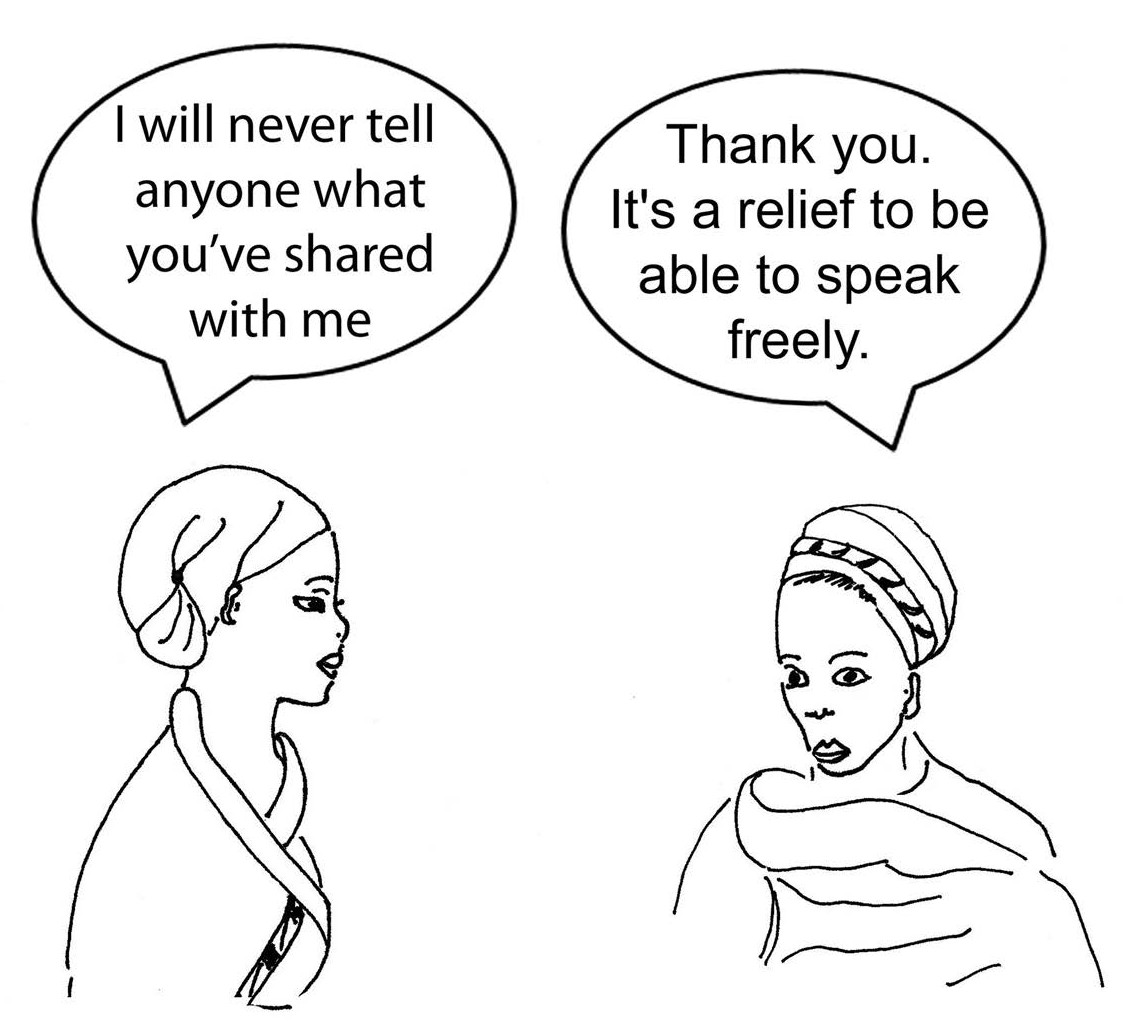 I will never tell
anyone what
you’ve shared
with me
Thank you.
It's a relief to be
able to speak
freely.